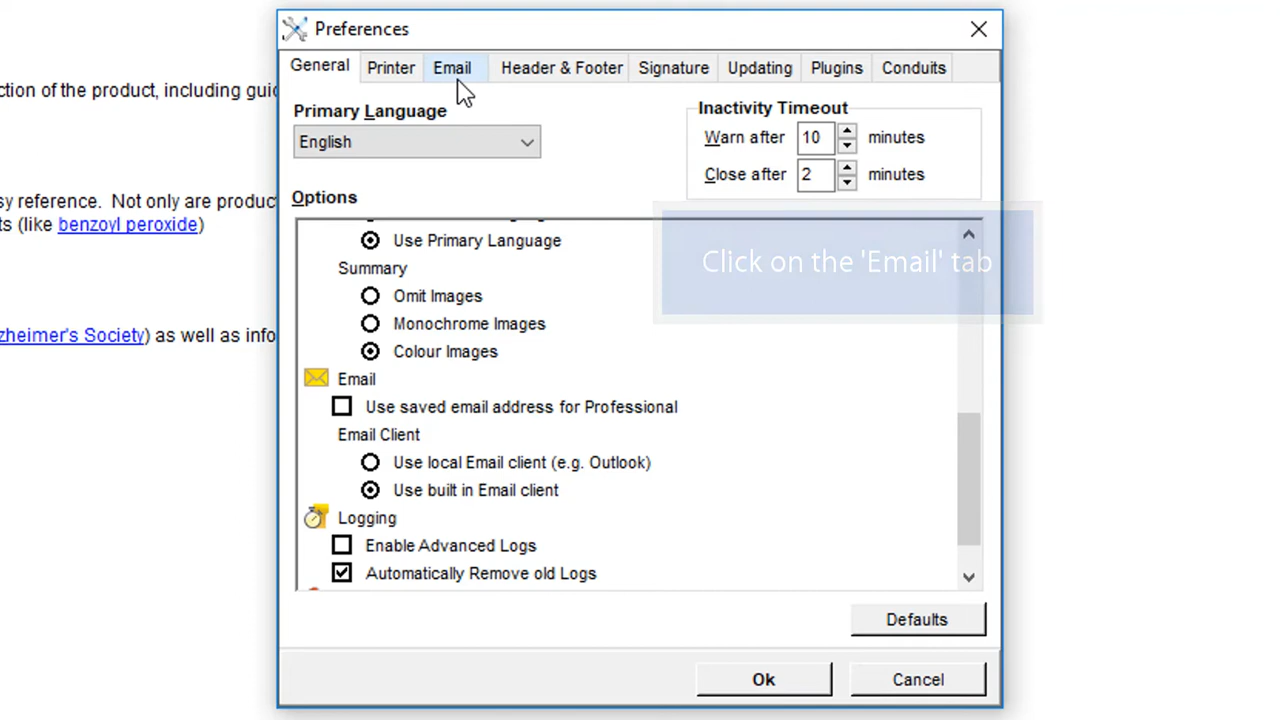 Preferences
General Printer Email Header & Footer Signature Updating Plugins Conduits
ction of the product, including guid
Primary Language
English
Inactivity Timeout
Warn after 10 minutes
Close after 2 minutes
Options
sy reference. Not only are produc
ts (like benzoyl peroxide)
Use Primary Language
Click on the 'Email' tab
Summary
Omit Images
Monochrome Images
zheimer's Society) as well as info
Colour Images
Email
Use saved email address for Professional
Email Client
Use local Email client (e.g. Outlook)
Use built in Email client
Logging
Enable Advanced Logs
Automatically Remove old Logs
Defaults
Ok Cancel